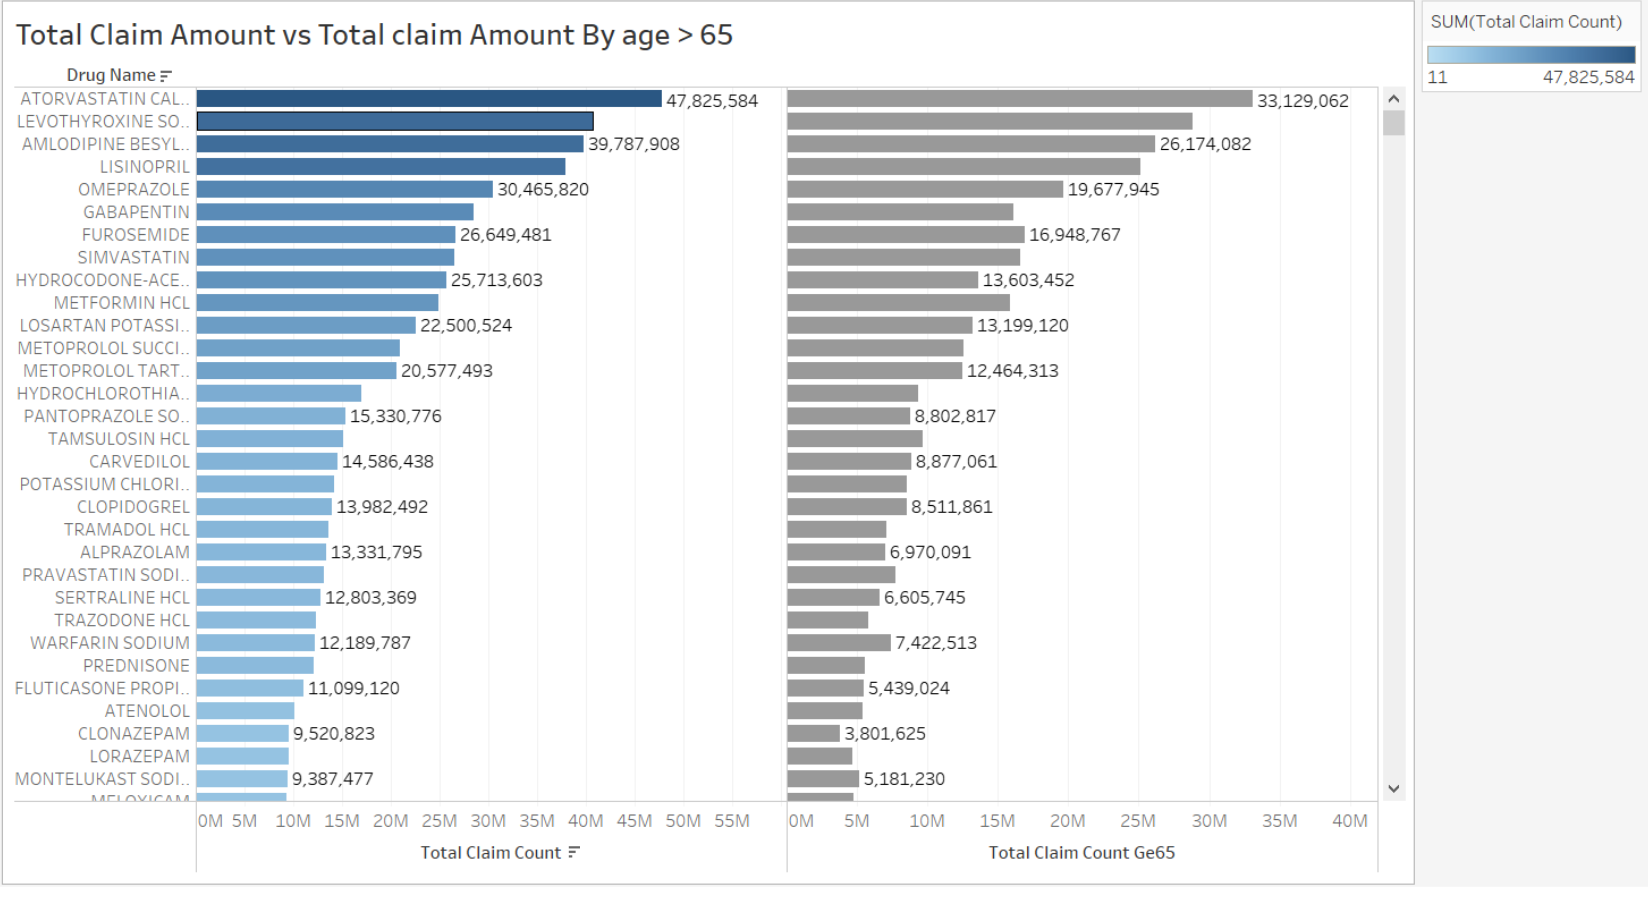 Total Claim Amount vs Total claim Amount By age > 65
SUM(Total Claim Count)
11 47,825,584
Drug Name
ATORVASTATIN CAL.. 47,825,584 33,129,062
LEVOTHYROXINE SO..
AMLODIPINE BESYL.. 39,787,908 26,174,082
LISINOPRIL
OMEPRAZOLE 30,465,820 19,677,945
GABAPENTIN
FUROSEMIDE 26,649,481 16,948,767
SIMVASTATIN
HYDROCODONE-ACE.. 25,713,603 13,603,452
METFORMIN HCL
LOSARTAN POTASSI.. 22,500,524 13,199,120
METOPROLOL SUCCI..
METOPROLOL TART.. 20,577,493 12,464,313
HYDROCHLOROTHIA..
PANTOPRAZOLE SO.. 15,330,776 8,802,817
TAMSULOSIN HCL
CARVEDILOL 14,586,438 8,877,061
POTASSIUM CHLORI..
CLOPIDOGREL 13,982,492 8,511,861
TRAMADOL HCL
ALPRAZOLAM 13,331,795 6,970,091
PRAVASTATIN SODI..
SERTRALINE HCL 12,803,369 6,605,745
TRAZODONE HCL
WARFARIN SODIUM 12,189,787 7,422,513
PREDNISONE
FLUTICASONE PROPI.. 11,099,120 5,439,024
ATENOLOL
CLONAZEPAM 9,520,823 3,801,625
LORAZEPAM
MONTELUKAST SODI.. 9,387,477 5,181,230
MELOXICAM
0M 5M 10M 15M 20M 25M 30M 35M 40M 45M 50M 55M 0M 5M 10M 15M 20M 25M 30M 35M 40M
Total Claim Count Total Claim Count Ge65